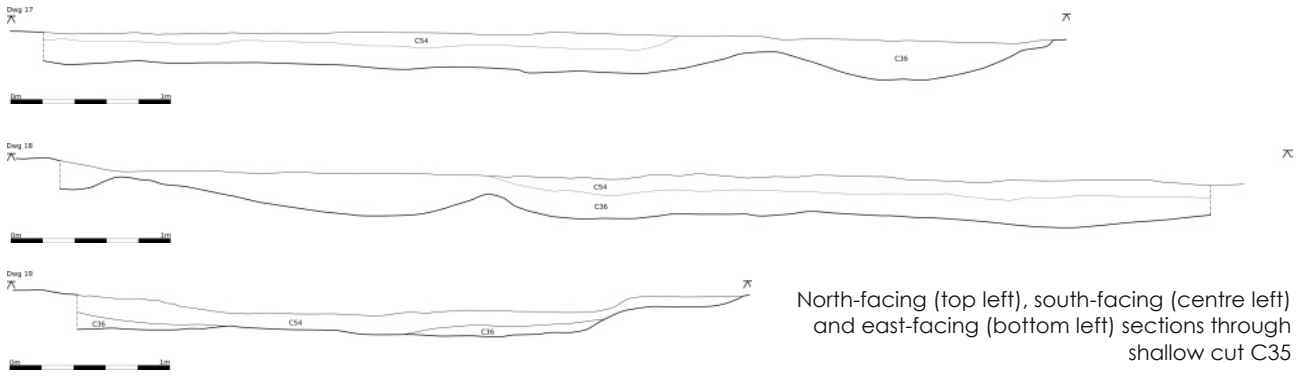 Dwg 17
C54
C36
0m 1m
Dwg 18
C54
C36
0m 1m
Dwg 19
C36 C54 C36
0m 1m
North-facing (top left), south-facing (centre left)
and east-facing (bottom left) sections through
shallow cut C35